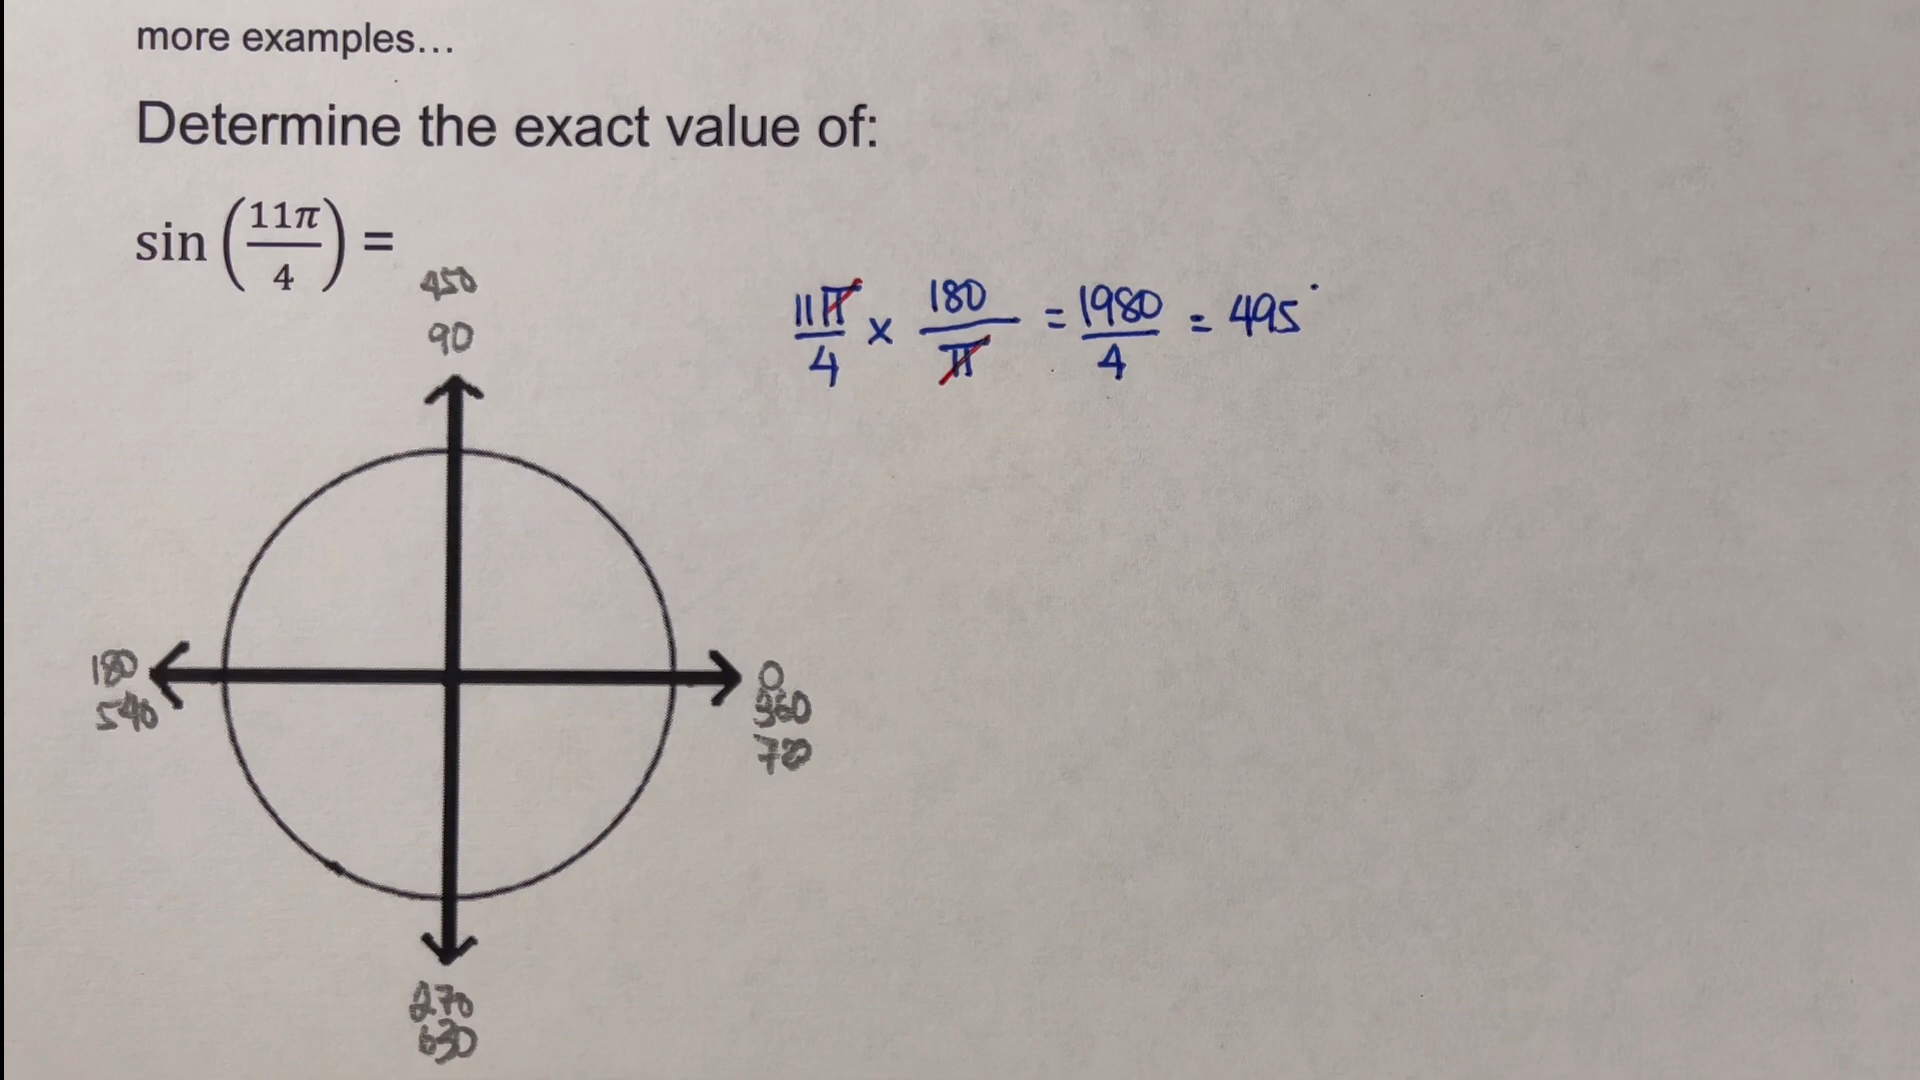 more examples...
Determine the exact value of:
sin (11π/4) =
11π/4 x 180/π = 1980/4 = 495°
450
90
180
540
0
360
720
270
630